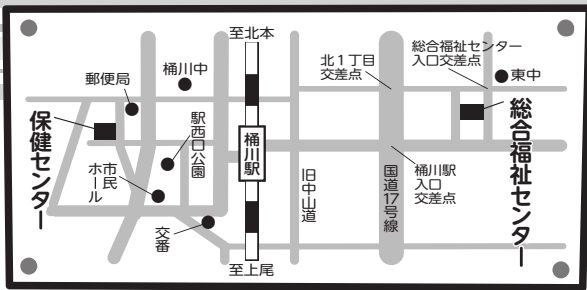 至北本
郵便局
桶川中
北1丁目
交差点
総合福祉センター
入口交差点
東中
保健センター
駅西口公園
桶川駅
総合福祉センター
市民
ホール
旧中山道
国道17号線
桶川駅
入口
交差点
交番
至上尾